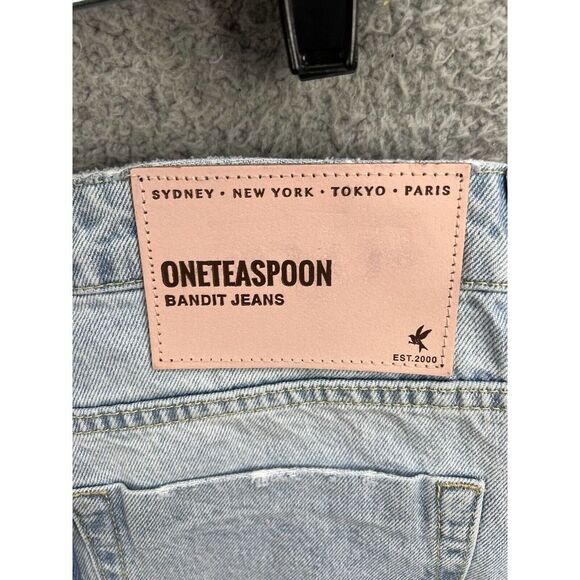 SYDNEY • NEW YORK • TOKYO • PARIS
ONETEASPOON
BANDIT JEANS
EST.2000